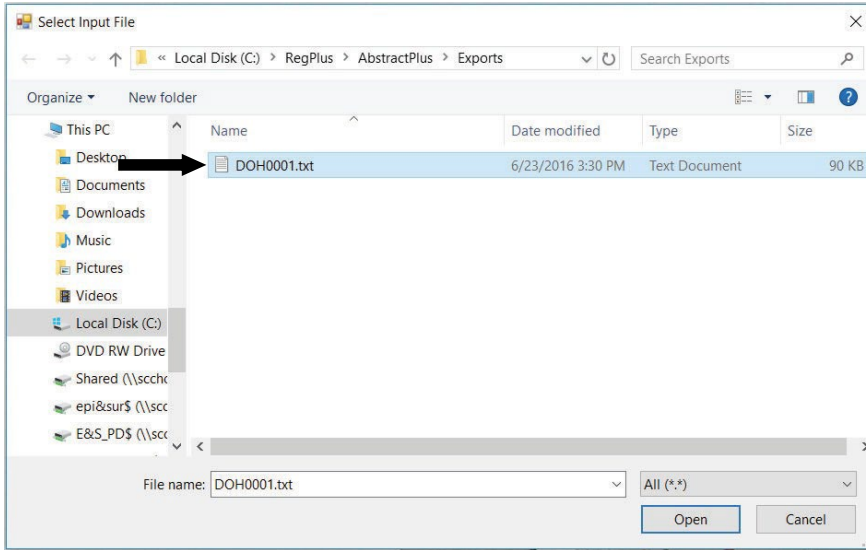 Select Input File
« Local Disk (C:) > RegPlus > AbstractPlus > Exports
Search Exports
Organize
New folder
This PC
Name
Date modified
Type
Size
Desktop
DOH0001.txt
6/23/2016 3:30 PM
Text Document
90 KB
Documents
Downloads
Music
Pictures
Videos
Local Disk (C:)
DVD RW Drive
Shared (\\scchc
epi&sur$ (\\scc
E&S_PD$ (\\scc
File name: DOH0001.txt
All (*.*)
Open
Cancel